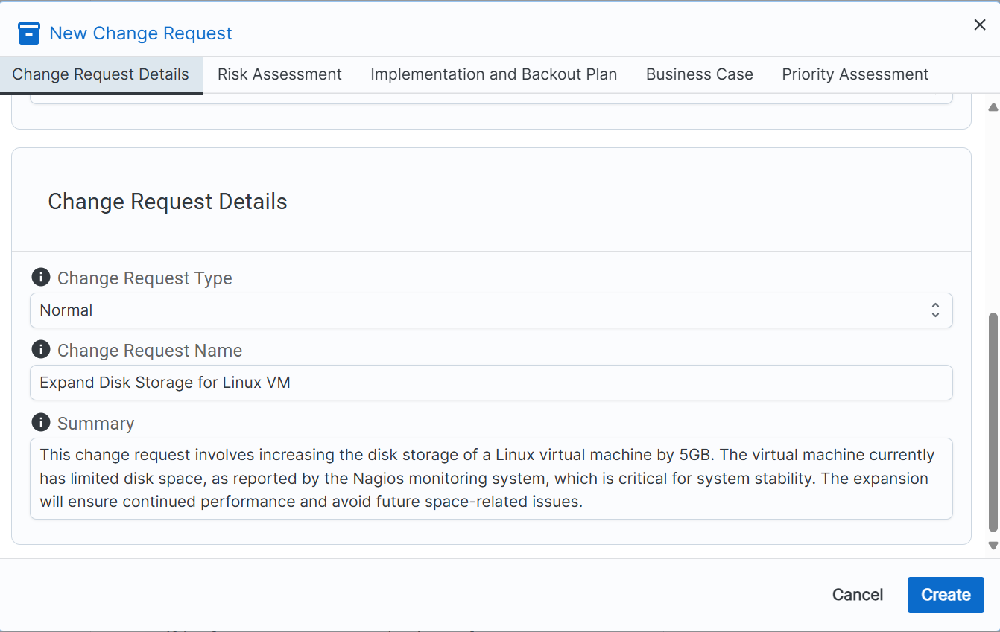 New Change Request
Change Request Details
Risk Assessment
Implementation and Backout Plan
Business Case
Priority Assessment
Change Request Details
Change Request Type
Normal
Change Request Name
Expand Disk Storage for Linux VM
Summary
This change request involves increasing the disk storage of a Linux virtual machine by 5GB. The virtual machine currently
has limited disk space, as reported by the Nagios monitoring system, which is critical for system stability. The expansion
will ensure continued performance and avoid future space-related issues.
Cancel
Create